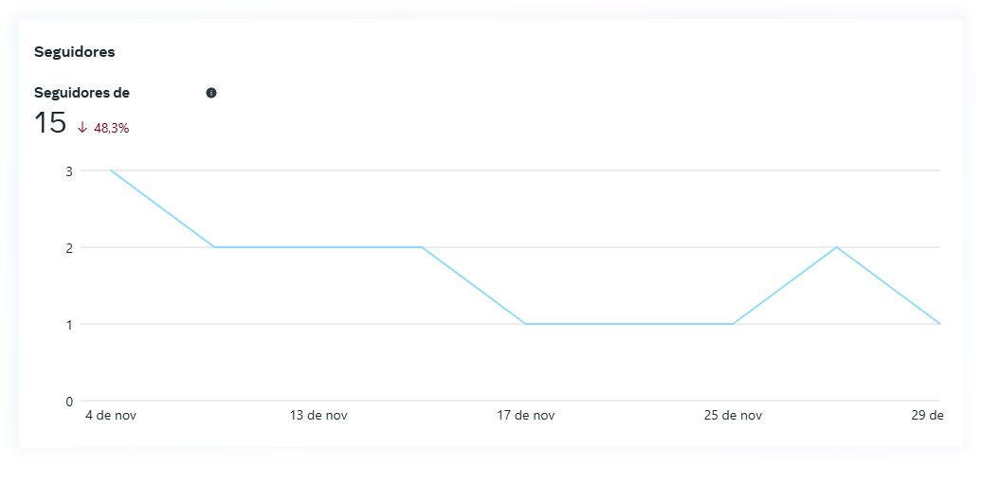 Seguidores
Seguidores de
15 ↓ 48,3%
3
2
1
0
4 de nov 13 de nov 17 de nov 25 de nov 29 de